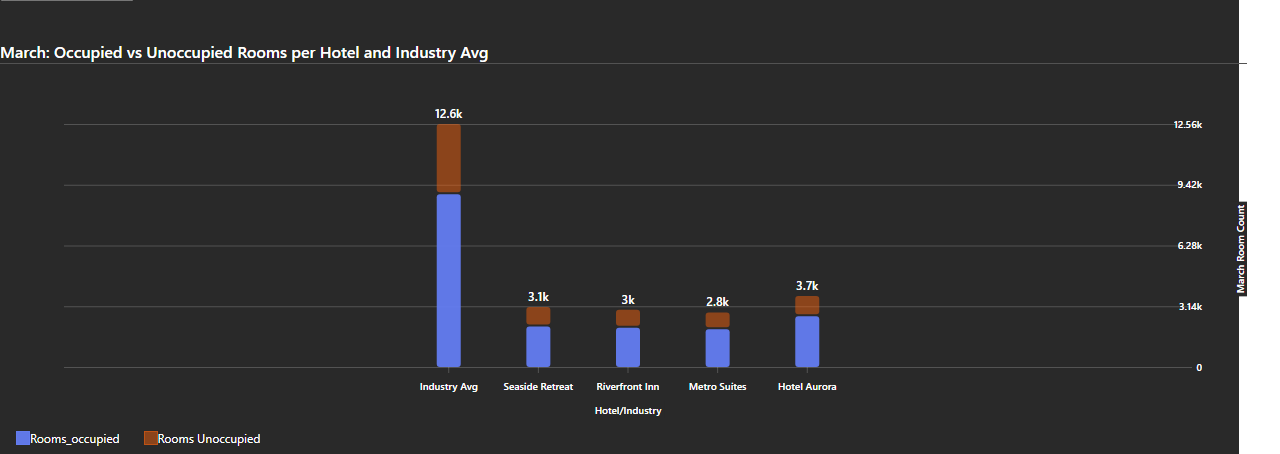 March: Occupied vs Unoccupied Rooms per Hotel and Industry Avg
12.6k
12.56k
9.42k
6.28k
3.14k
0
March Room Count
3.1k
3k
2.8k
3.7k
Industry Avg
Seaside Retreat
Riverfront Inn
Metro Suites
Hotel Aurora
Hotel/Industry
Rooms_occupied
Rooms Unoccupied